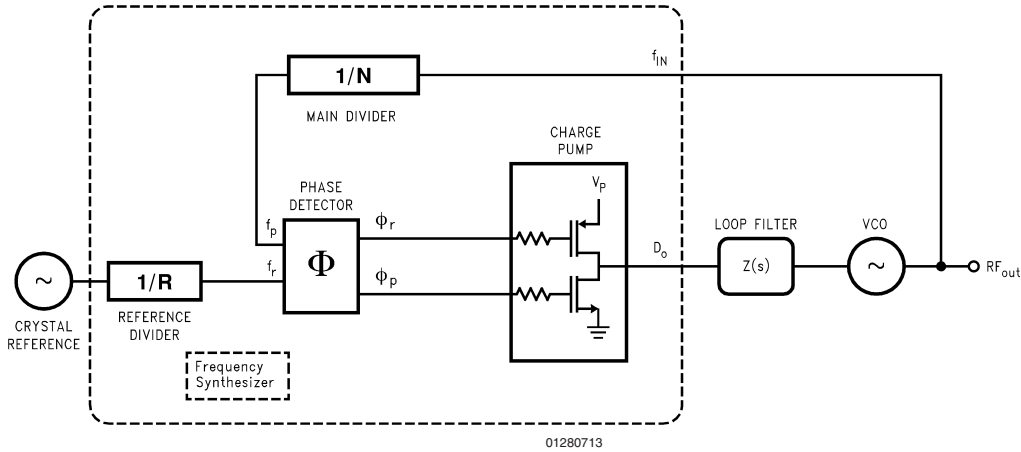 f_IN
1/N
MAIN DIVIDER
CHARGE
PUMP
V_P
PHASE
DETECTOR
f_p
f_r
Φ
ϕ_r
ϕ_p
D_o
LOOP FILTER
Z(s)
VCO
~
RF_out
~
CRYSTAL
REFERENCE
1/R
REFERENCE
DIVIDER
Frequency
Synthesizer
01280713